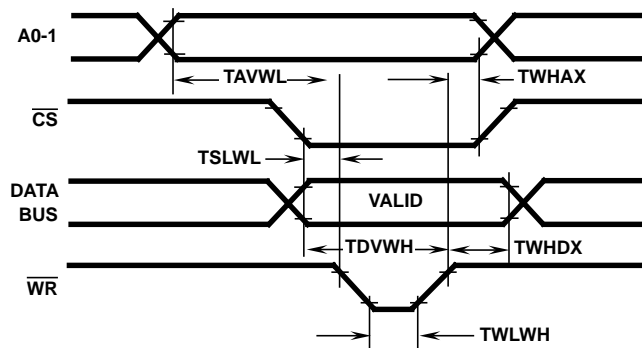 A0-1
TAVWL
TWHAX
CS
TSLWL
DATA
BUS
VALID
TDVWH
TWHDX
WR
TWLWH